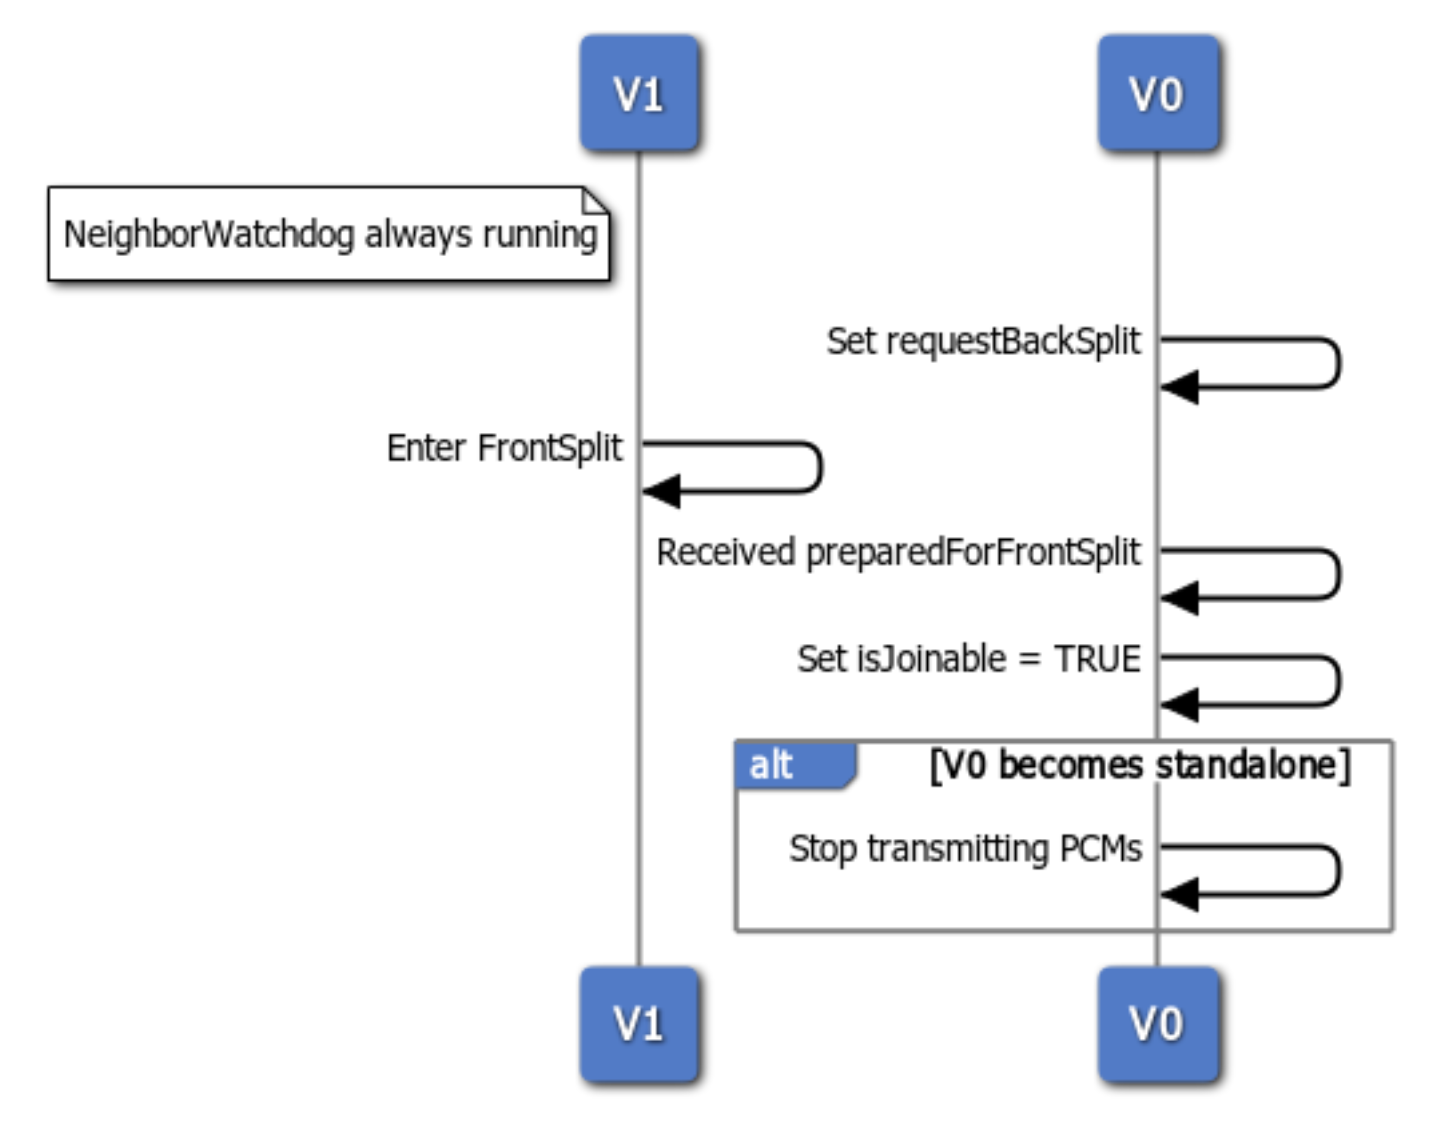 V1
V0
NeighborWatchdog always running
Set requestBackSplit
Enter FrontSplit
Received preparedForFrontSplit
Set isJoinable = TRUE
alt
[V0 becomes standalone]
Stop transmitting PCMs
V1
V0